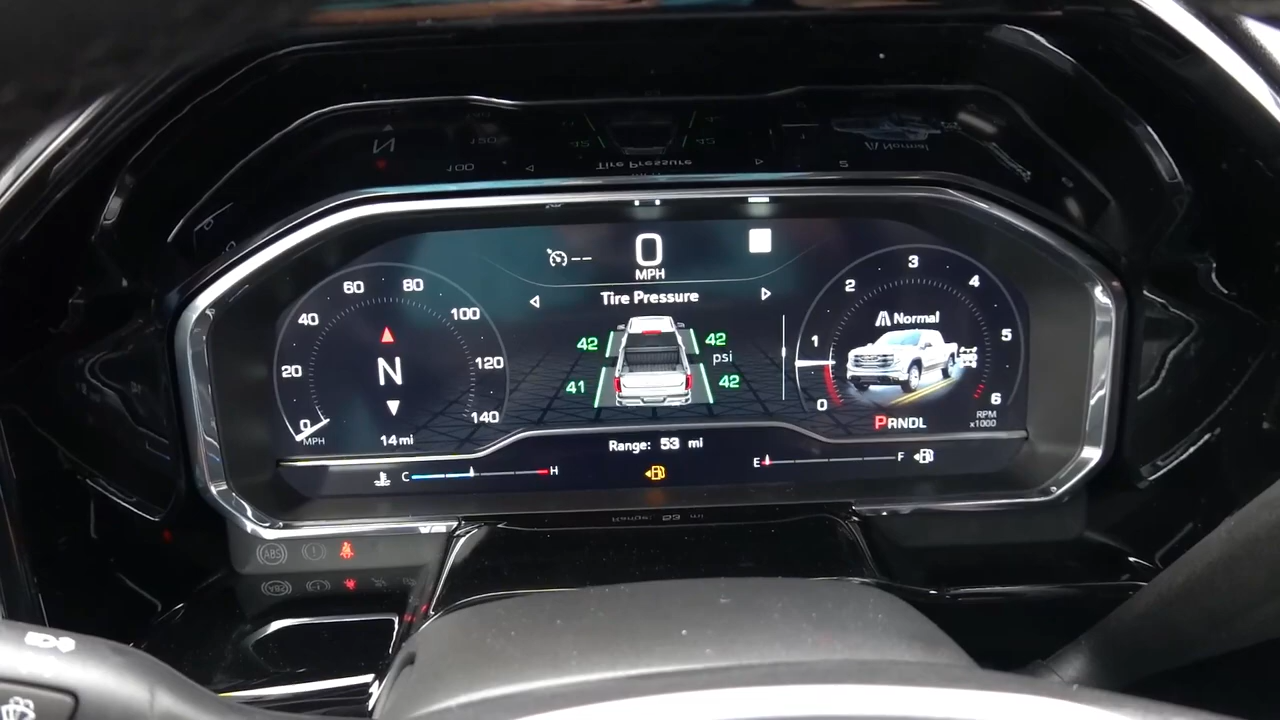 0
MPH
Tire Pressure
42 42
psi
41 42
0 20 40 60 80 100 120 140
MPH
N
14 mi
0 1 2 3 4 5 6
RPM
x1000
Normal
PRNDL
Range: 53 mi
C H
E F
ABS